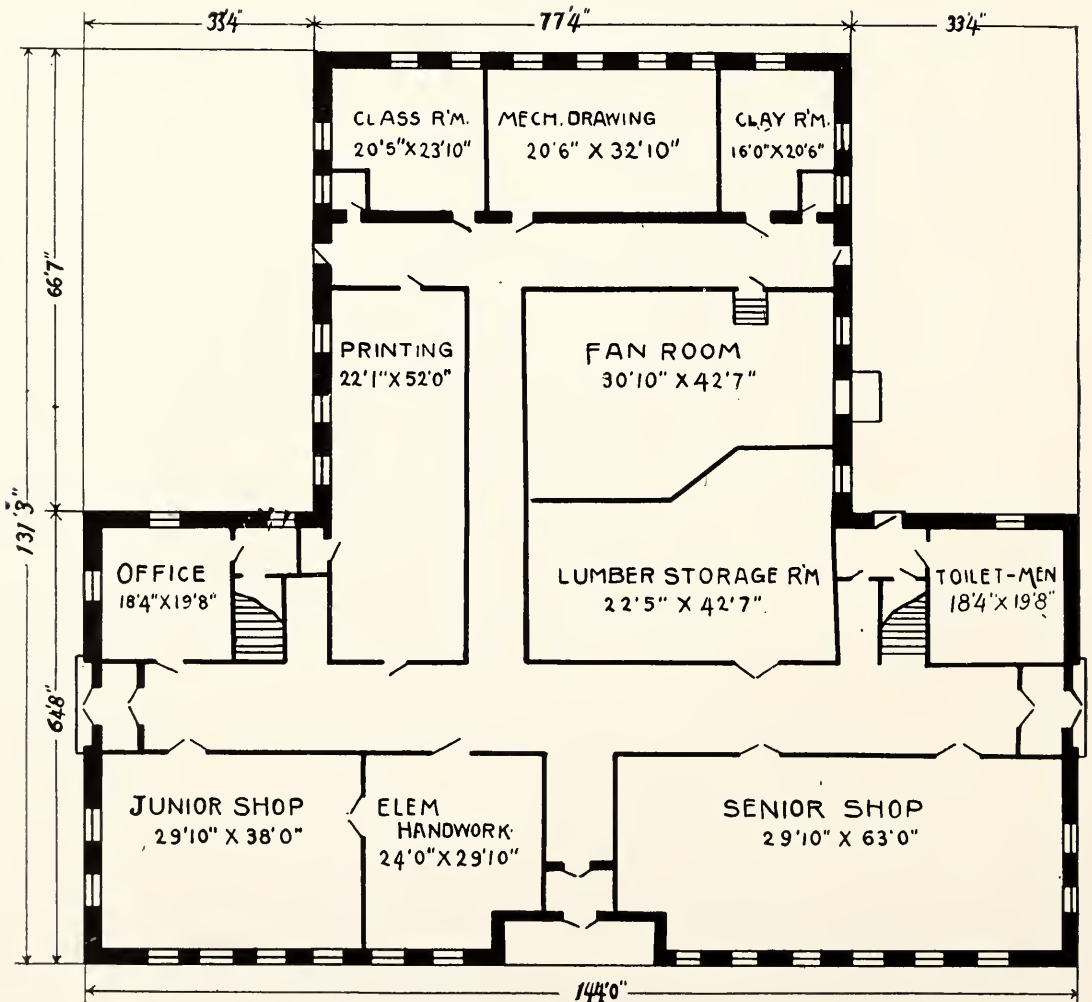 33'4"
77'4"
33'4"
CLASS R'M.
20'5"X23'10"
MECH. DRAWING
20'6" X 32'10"
CLAY R'M.
16'0"X20'6"
66'7"
PRINTING
22'1"X52'0"
FAN ROOM
30'10" X 42'7"
131'3"
OFFICE
18'4"X19'8"
LUMBER STORAGE R'M
22'5" X 42'7"
TOILET-MEN
18'4"X19'8"
64'8"
JUNIOR SHOP
29'10" X 38'0"
ELEM
HANDWORK
24'0"X29'10"
SENIOR SHOP
29'10" X 63'0"
144'0"